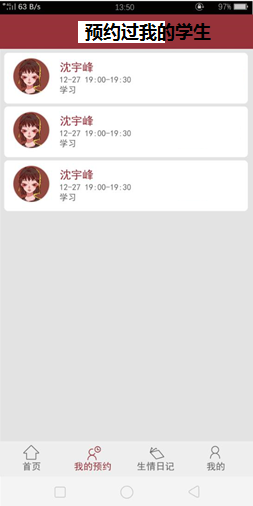 63 B/s 13:50 97%
预约过我的学生
沈宇峰
12-27 19:00-19:30
学习
沈宇峰
12-27 19:00-19:30
学习
沈宇峰
12-27 19:00-19:30
学习
首页 我的预约 生情日记 我的